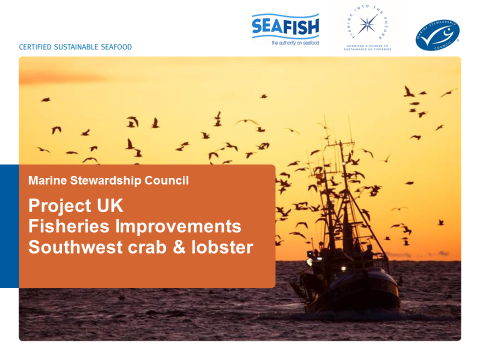 SEAFISH
the authority on seafood
CERTIFIED SUSTAINABLE SEAFOOD
Marine Stewardship Council
Project UK
Fisheries Improvements
Southwest crab & lobster